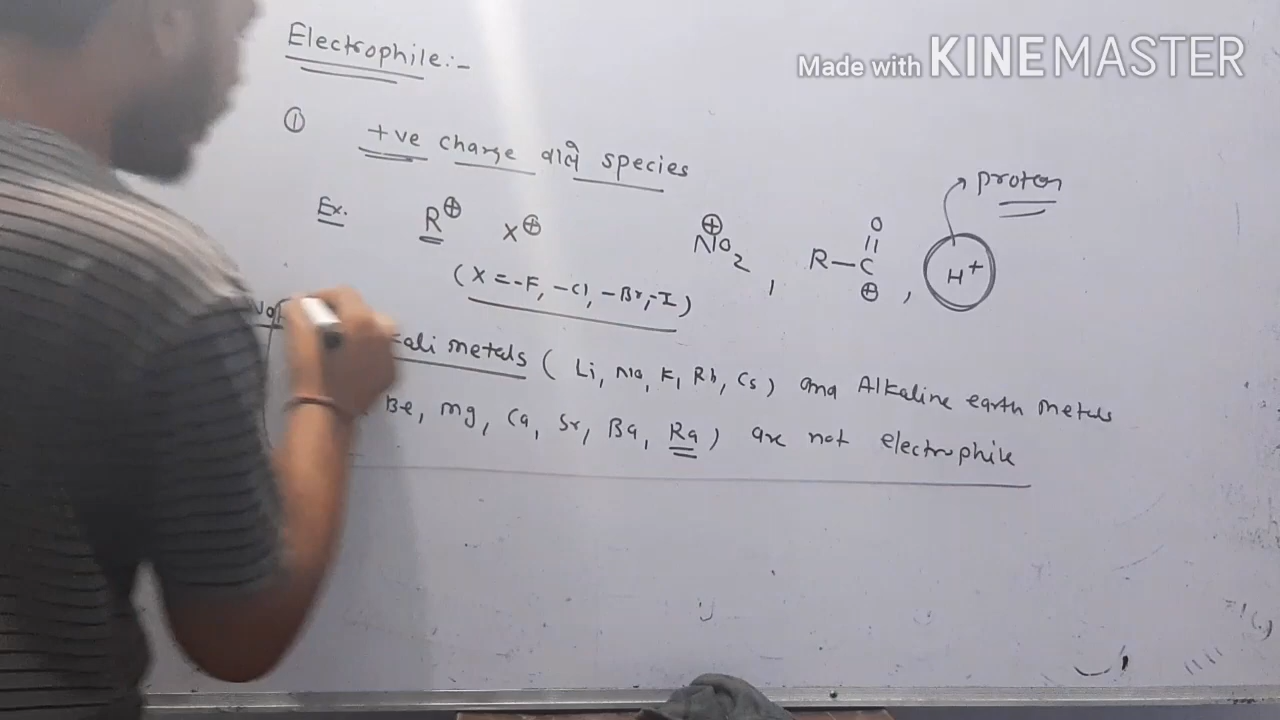 Made with KINEMASTER
Electrophile:-
① +ve charge वाले species
proton
Ex. R⊕ X⊕ ⊕NO2, R–C=O ⊕, H+
(X = -F, -Cl, -Br, -I)
metals (Li, Na, K, Rb, Cs) and Alkaline earth metals
Be, Mg, Ca, Sr, Ba, Ra) are not electrophile